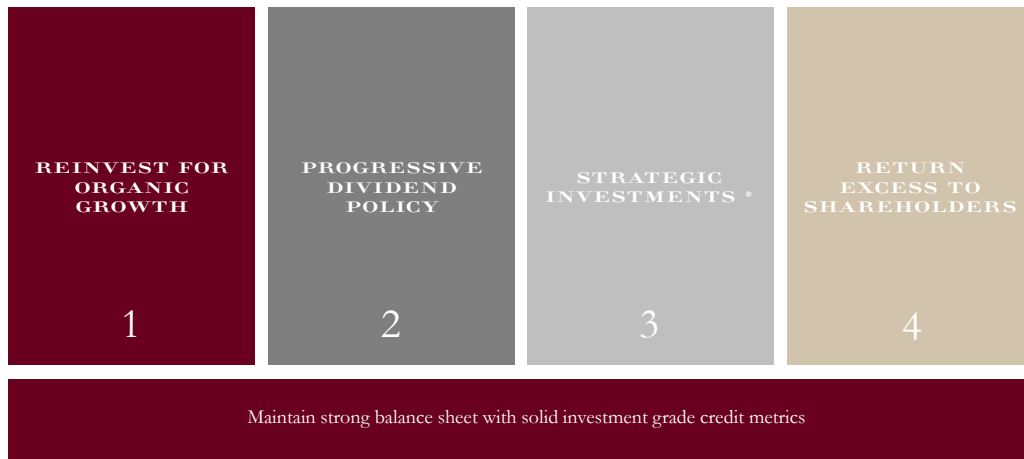 REINVEST FOR
ORGANIC
GROWTH
1
PROGRESSIVE
DIVIDEND
POLICY
2
STRATEGIC
INVESTMENTS *
3
RETURN
EXCESS TO
SHAREHOLDERS
4
Maintain strong balance sheet with solid investment grade credit metrics